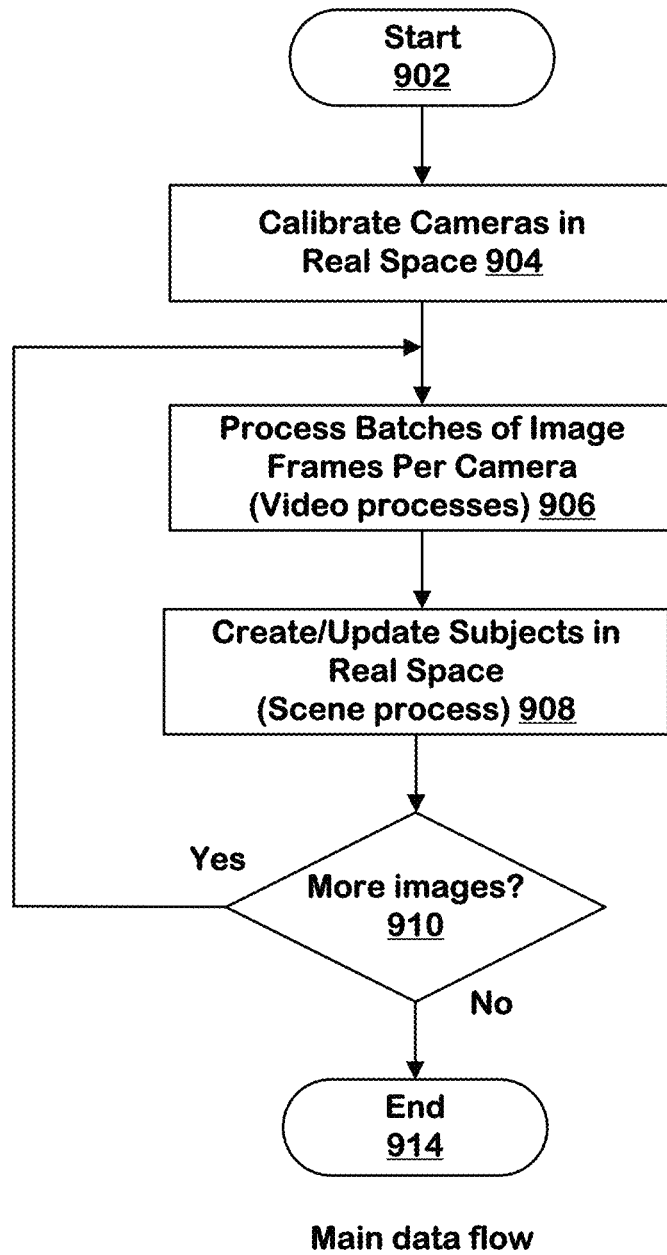 Start
902
Calibrate Cameras in
Real Space 904
Process Batches of Image
Frames Per Camera
(Video processes) 906
Create/Update Subjects in
Real Space
(Scene process) 908
Yes
More images?
910
No
End
914
Main data flow